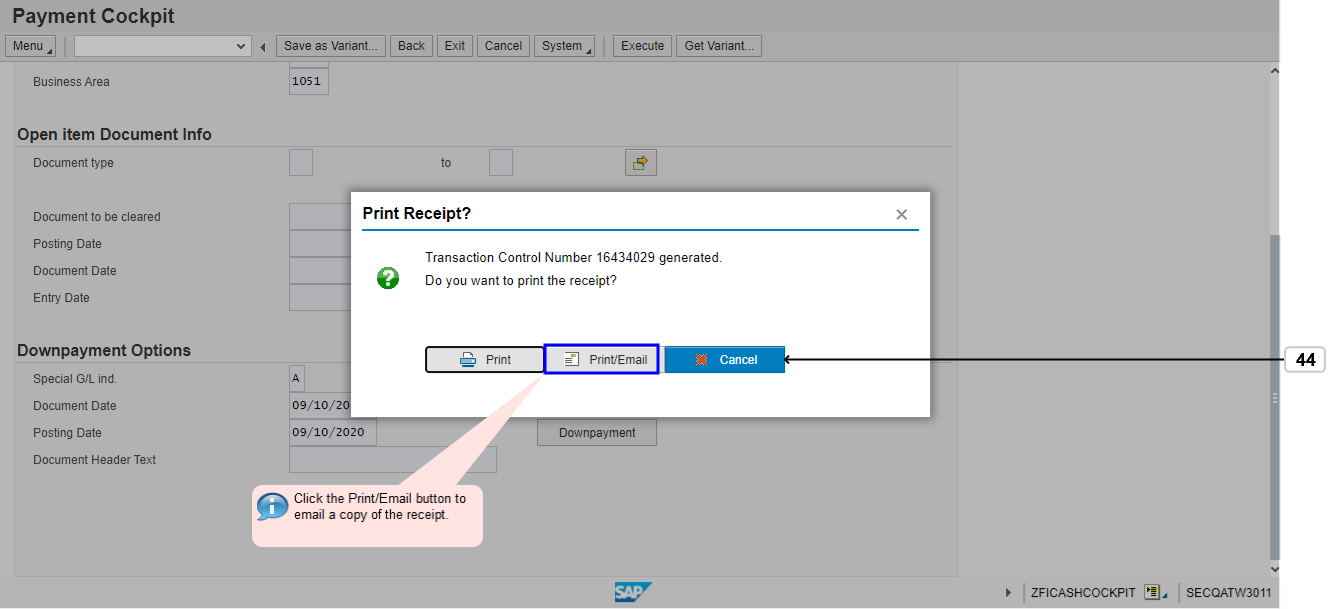 Payment Cockpit
Menu Save as Variant... Back Exit Cancel System Execute Get Variant...
Business Area 1051
Open item Document Info
Document type to
Document to be cleared
Posting Date
Document Date
Entry Date
Print Receipt?
Transaction Control Number 16434029 generated.
Do you want to print the receipt?
Print Print/Email Cancel
44
Downpayment Options
Special G/L ind. A
Document Date 09/10/20
Posting Date 09/10/2020 Downpayment
Document Header Text
Click the Print/Email button to
email a copy of the receipt.
SAP ZFICASHCOCKPIT SECQATW3011